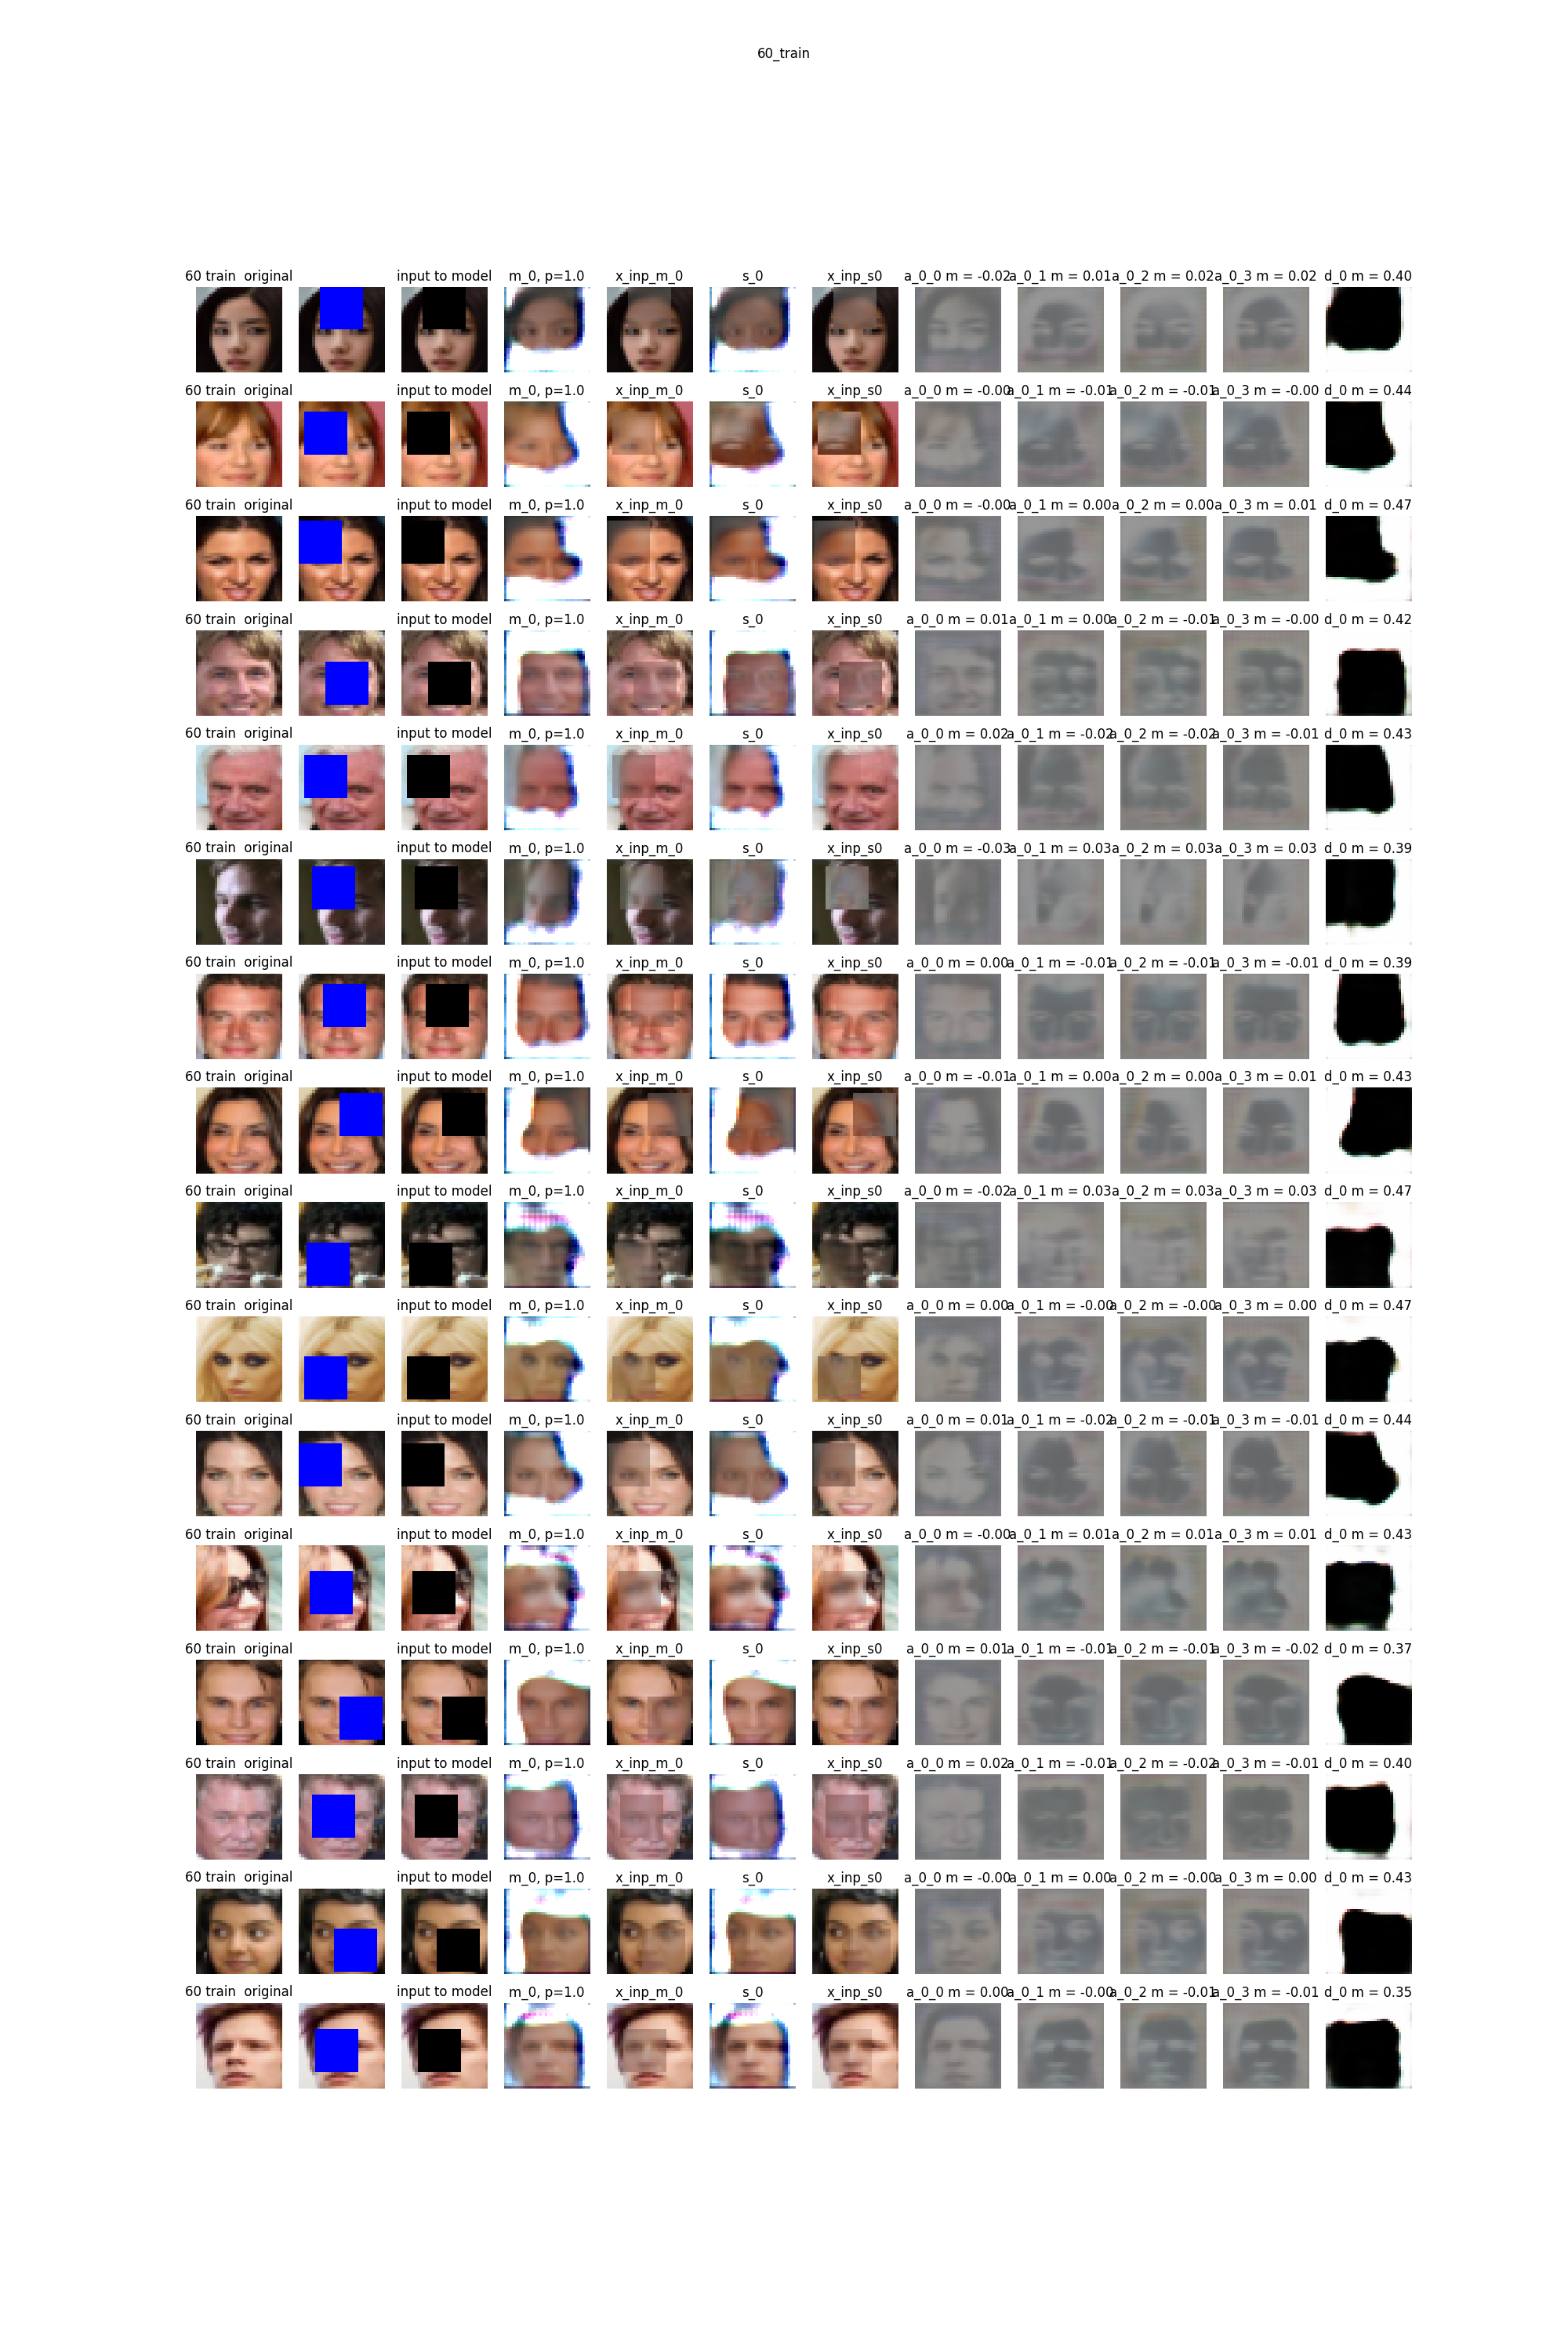 60_train
60 train original input to model m_0, p=1.0 x_inp_m_0 s_0 x_inp_s0 a_0_0 m = -0.02 a_0_1 m = 0.01 a_0_2 m = 0.02 a_0_3 m = 0.02 d_0 m = 0.40
60 train original input to model m_0, p=1.0 x_inp_m_0 s_0 x_inp_s0 a_0_0 m = -0.00 a_0_1 m = -0.01 a_0_2 m = -0.01 a_0_3 m = -0.00 d_0 m = 0.44
60 train original input to model m_0, p=1.0 x_inp_m_0 s_0 x_inp_s0 a_0_0 m = -0.00 a_0_1 m = 0.00 a_0_2 m = 0.00 a_0_3 m = 0.01 d_0 m = 0.47
60 train original input to model m_0, p=1.0 x_inp_m_0 s_0 x_inp_s0 a_0_0 m = 0.01 a_0_1 m = 0.00 a_0_2 m = -0.01 a_0_3 m = -0.00 d_0 m = 0.42
60 train original input to model m_0, p=1.0 x_inp_m_0 s_0 x_inp_s0 a_0_0 m = 0.02 a_0_1 m = -0.02 a_0_2 m = -0.02 a_0_3 m = -0.01 d_0 m = 0.43
60 train original input to model m_0, p=1.0 x_inp_m_0 s_0 x_inp_s0 a_0_0 m = -0.03 a_0_1 m = 0.03 a_0_2 m = 0.03 a_0_3 m = 0.03 d_0 m = 0.39
60 train original input to model m_0, p=1.0 x_inp_m_0 s_0 x_inp_s0 a_0_0 m = 0.00 a_0_1 m = -0.01 a_0_2 m = -0.01 a_0_3 m = -0.01 d_0 m = 0.39
60 train original input to model m_0, p=1.0 x_inp_m_0 s_0 x_inp_s0 a_0_0 m = -0.01 a_0_1 m = 0.00 a_0_2 m = 0.00 a_0_3 m = 0.01 d_0 m = 0.43
60 train original input to model m_0, p=1.0 x_inp_m_0 s_0 x_inp_s0 a_0_0 m = -0.02 a_0_1 m = 0.03 a_0_2 m = 0.03 a_0_3 m = 0.03 d_0 m = 0.47
60 train original input to model m_0, p=1.0 x_inp_m_0 s_0 x_inp_s0 a_0_0 m = 0.00 a_0_1 m = -0.00 a_0_2 m = -0.00 a_0_3 m = 0.00 d_0 m = 0.47
60 train original input to model m_0, p=1.0 x_inp_m_0 s_0 x_inp_s0 a_0_0 m = 0.01 a_0_1 m = -0.02 a_0_2 m = -0.01 a_0_3 m = -0.01 d_0 m = 0.44
60 train original input to model m_0, p=1.0 x_inp_m_0 s_0 x_inp_s0 a_0_0 m = -0.00 a_0_1 m = 0.01 a_0_2 m = 0.01 a_0_3 m = 0.01 d_0 m = 0.43
60 train original input to model m_0, p=1.0 x_inp_m_0 s_0 x_inp_s0 a_0_0 m = 0.01 a_0_1 m = -0.01 a_0_2 m = -0.01 a_0_3 m = -0.02 d_0 m = 0.37
60 train original input to model m_0, p=1.0 x_inp_m_0 s_0 x_inp_s0 a_0_0 m = 0.02 a_0_1 m = -0.01 a_0_2 m = -0.02 a_0_3 m = -0.01 d_0 m = 0.40
60 train original input to model m_0, p=1.0 x_inp_m_0 s_0 x_inp_s0 a_0_0 m = -0.00 a_0_1 m = 0.00 a_0_2 m = -0.00 a_0_3 m = 0.00 d_0 m = 0.43
60 train original input to model m_0, p=1.0 x_inp_m_0 s_0 x_inp_s0 a_0_0 m = 0.00 a_0_1 m = -0.00 a_0_2 m = -0.01 a_0_3 m = -0.01 d_0 m = 0.35